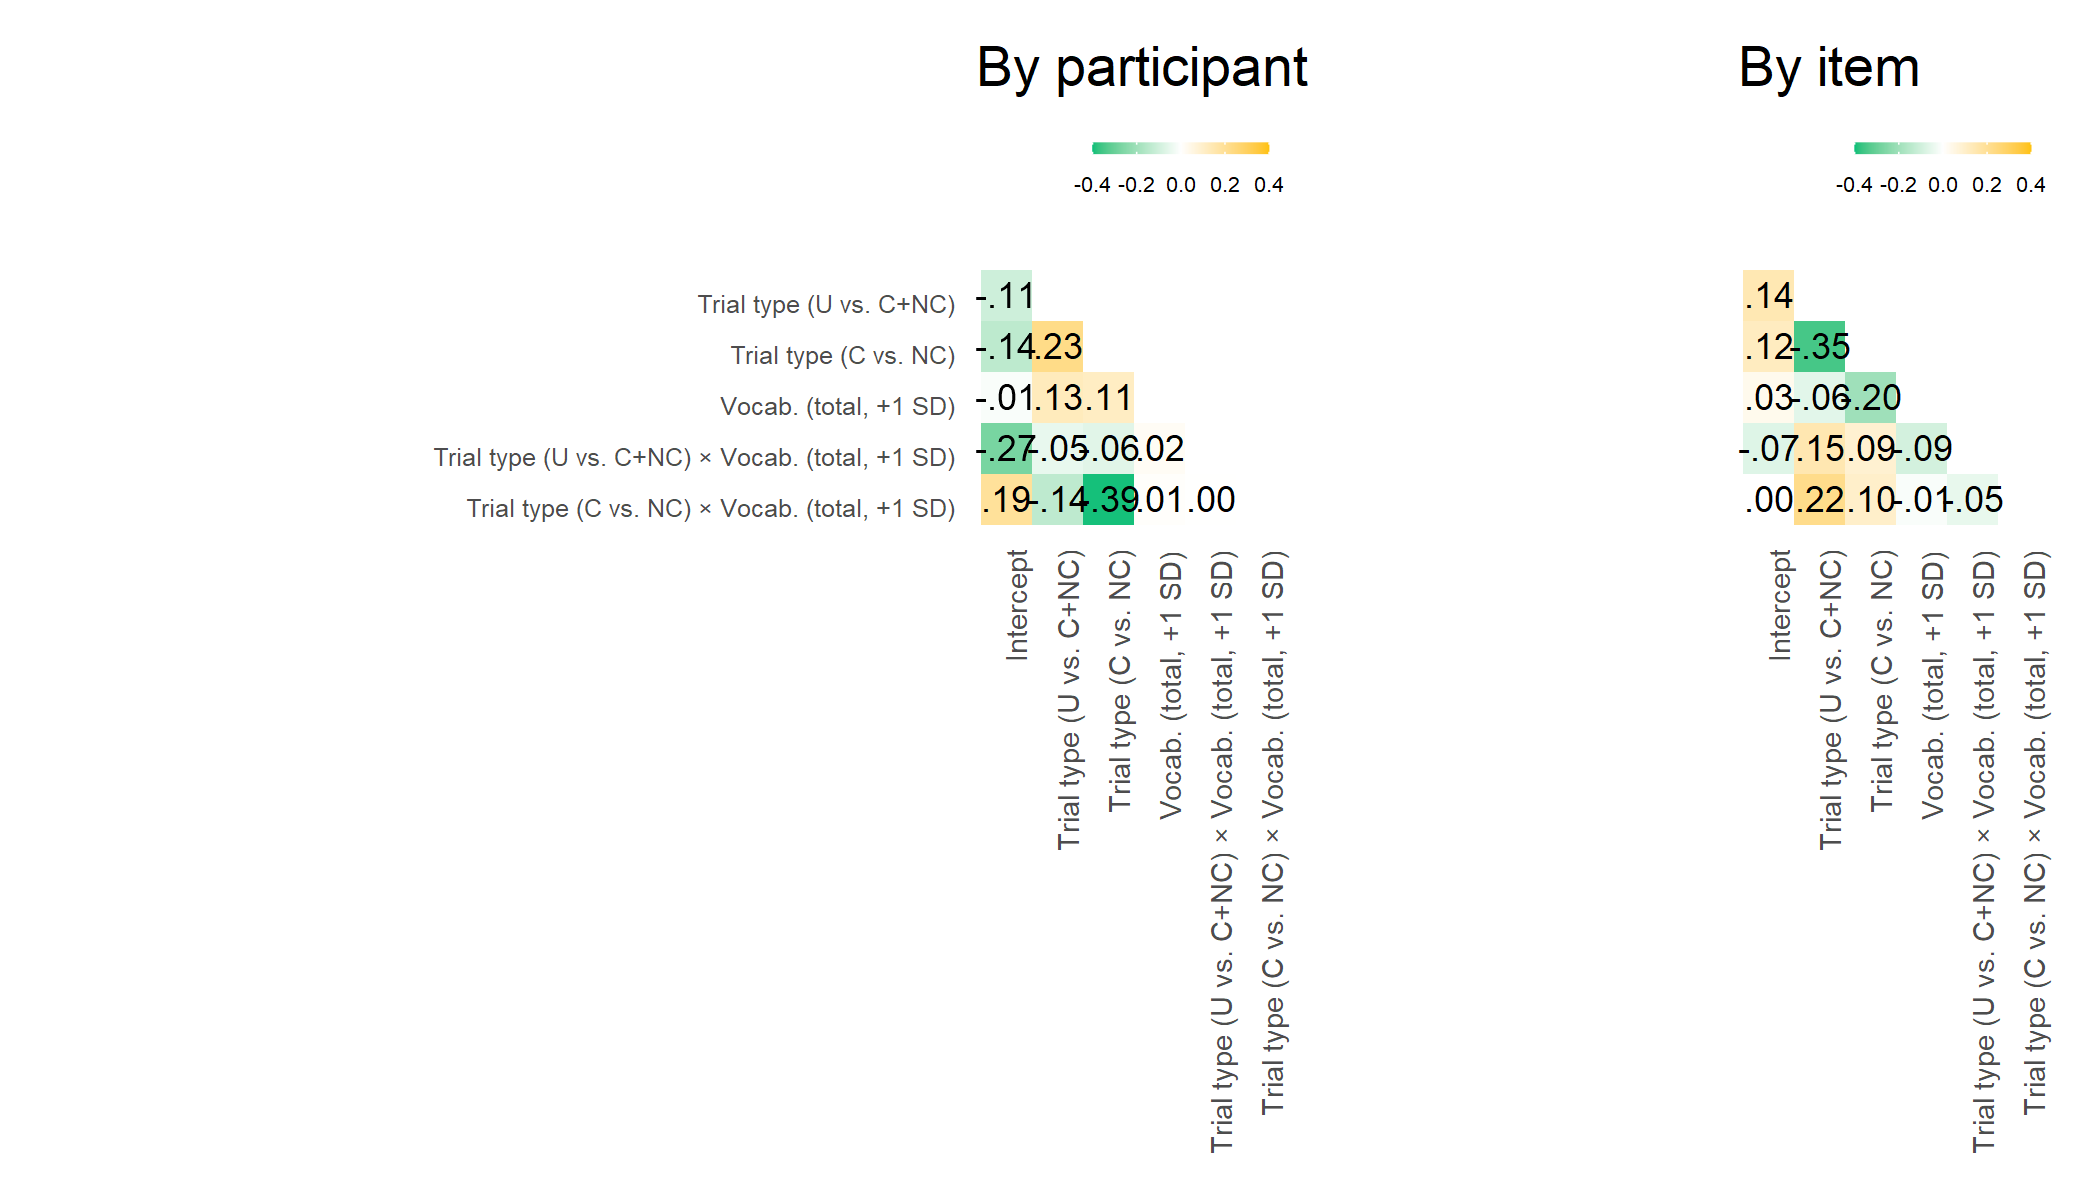 By participant
By item
-0.4 -0.2 0.0 0.2 0.4
-0.4 -0.2 0.0 0.2 0.4
Trial type (U vs. C+NC) -.11 .14
Trial type (C vs. NC) -.14 .23 .12 -.35
Vocab. (total, +1 SD) -.01 .13 .11 .03 -.06 -.20
Trial type (U vs. C+NC) × Vocab. (total, +1 SD) -.27 -.05 -.06 .02 -.07 .15 .09 -.09
Trial type (C vs. NC) × Vocab. (total, +1 SD) .19 -.14 -.39 .01 .00 .00 .22 .10 -.01 -.05
Intercept
Trial type (U vs. C+NC)
Trial type (C vs. NC)
Vocab. (total, +1 SD)
Trial type (U vs. C+NC) × Vocab. (total, +1 SD)
Trial type (C vs. NC) × Vocab. (total, +1 SD)
Intercept
Trial type (U vs. C+NC)
Trial type (C vs. NC)
Vocab. (total, +1 SD)
Trial type (U vs. C+NC) × Vocab. (total, +1 SD)
Trial type (C vs. NC) × Vocab. (total, +1 SD)